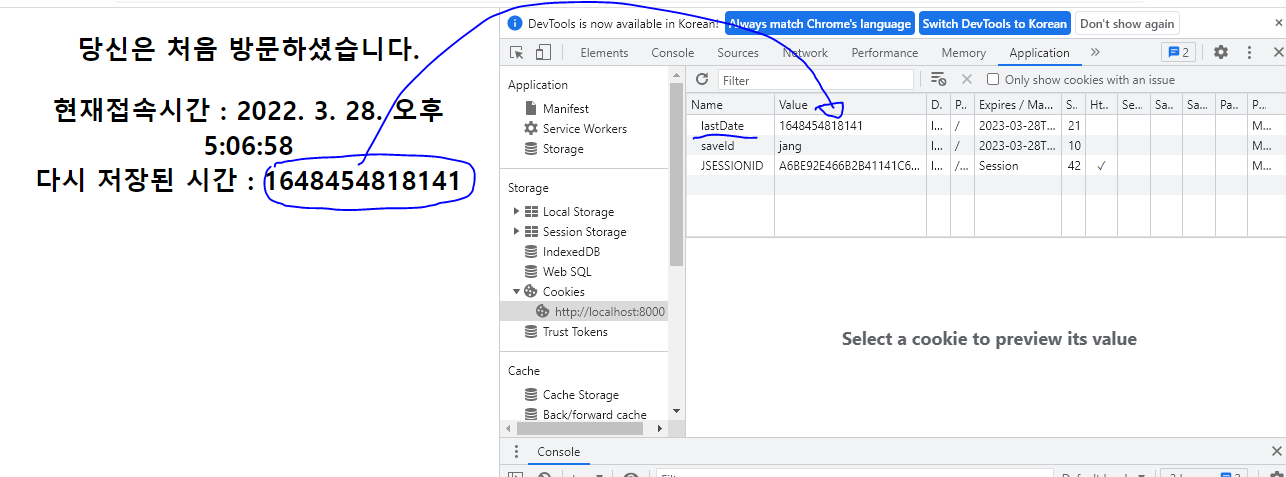 당신은 처음 방문하셨습니다.
현재접속시간 : 2022. 3. 28. 오후
5:06:58
다시 저장된 시간 : 1648454818141
DevTools is now available in Korean! Always match Chrome's language Switch DevTools to Korean Don't show again
Elements Console Sources Network Performance Memory Application 2
Filter Only show cookies with an issue
Application
Manifest
Service Workers
Storage
Storage
Local Storage
Session Storage
IndexedDB
Web SQL
Cookies
http://localhost:8000
Trust Tokens
Cache
Cache Storage
Back/forward cache
Name Value D. P.. Expires / Ma... S.. Ht.. Se... Sa... Sa... Pa... P...
lastDate 1648454818141 l... / 2023-03-28T... 21 M...
saveId jang l... / 2023-03-28T... 10 M...
JSESSIONID A6BE92E466B2B41141C6... l... /... Session 42 ✓ M...
Select a cookie to preview its value
Console